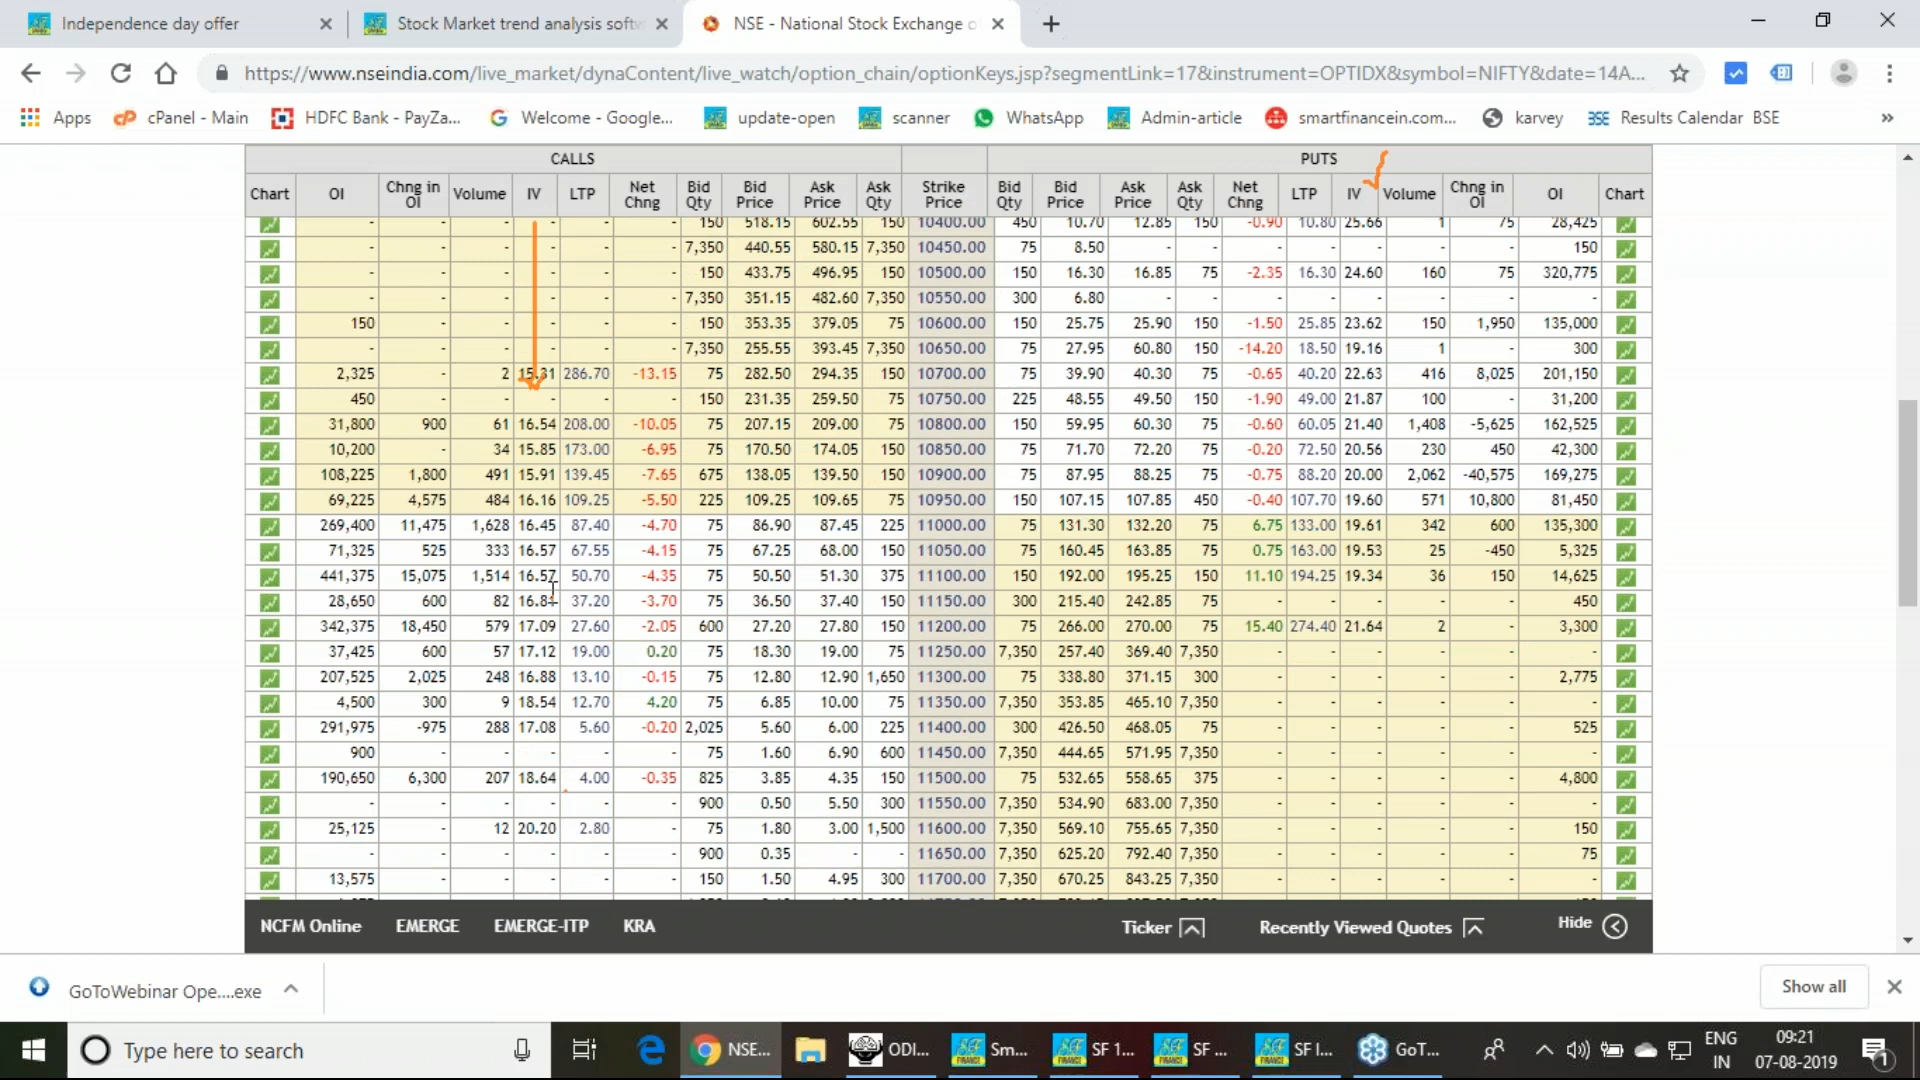 Independence day offer
Stock Market trend analysis softw
NSE - National Stock Exchange o
https://www.nseindia.com/live_market/dynaContent/live_watch/option_chain/optionKeys.jsp?segmentLink=17&instrument=OPTIDX&symbol=NIFTY&date=14A...
Apps cPanel - Main HDFC Bank - PayZa... Welcome - Google... update-open scanner WhatsApp Admin-article smartfinancein.com... karvey BSE Results Calendar BSE »
CALLS PUTS
Chart OI Chng in OI Volume IV LTP Net Chng Bid Qty Bid Price Ask Price Ask Qty Strike Price Bid Qty Bid Price Ask Price Ask Qty Net Chng LTP IV Volume Chng in OI OI Chart
- - - - - - 150 518.15 602.55 150 10400.00 450 10.70 12.85 150 -0.90 10.80 25.66 1 75 28,425
- - - - - - 7,350 440.55 580.15 7,350 10450.00 75 8.50 - - - - - - - 150
- - - - - - 150 433.75 496.95 150 10500.00 150 16.30 16.85 75 -2.35 16.30 24.60 160 75 320,775
- - - - - - 7,350 351.15 482.60 7,350 10550.00 300 6.80 - - - - - - - -
150 - - - - - 150 353.35 379.05 75 10600.00 150 25.75 25.90 150 -1.50 25.85 23.62 150 1,950 135,000
- - - - - - 7,350 255.55 393.45 7,350 10650.00 75 27.95 60.80 150 -14.20 18.50 19.16 1 - 300
2,325 - 2 15.31 286.70 -13.15 75 282.50 294.35 150 10700.00 75 39.90 40.30 75 -0.65 40.20 22.63 416 8,025 201,150
450 - - - - - 150 231.35 259.50 75 10750.00 225 48.55 49.50 150 -1.90 49.00 21.87 100 - 31,200
31,800 900 61 16.54 208.00 -10.05 75 207.15 209.00 75 10800.00 150 59.95 60.30 75 -0.60 60.05 21.40 1,408 -5,625 162,525
10,200 - 34 15.85 173.00 -6.95 75 170.50 174.05 150 10850.00 75 71.70 72.20 75 -0.20 72.50 20.56 230 450 42,300
108,225 1,800 491 15.91 139.45 -7.65 675 138.05 139.50 150 10900.00 75 87.95 88.25 75 -0.75 88.20 20.00 2,062 -40,575 169,275
69,225 4,575 484 16.16 109.25 -5.50 225 109.25 109.65 75 10950.00 150 107.15 107.85 450 -0.40 107.70 19.60 571 10,800 81,450
269,400 11,475 1,628 16.45 87.40 -4.70 75 86.90 87.45 225 11000.00 75 131.30 132.20 75 6.75 133.00 19.61 342 600 135,300
71,325 525 333 16.57 67.55 -4.15 75 67.25 68.00 150 11050.00 75 160.45 163.85 75 0.75 163.00 19.53 25 -450 5,325
441,375 15,075 1,514 16.57 50.70 -4.35 75 50.50 51.30 375 11100.00 150 192.00 195.25 150 11.10 194.25 19.34 36 150 14,625
28,650 600 82 16.81 37.20 -3.70 75 36.50 37.40 150 11150.00 300 215.40 242.85 75 - - - - - 450
342,375 18,450 579 17.09 27.60 -2.05 600 27.20 27.80 150 11200.00 75 266.00 270.00 75 15.40 274.40 21.64 2 - 3,300
37,425 600 57 17.12 19.00 0.20 75 18.30 19.00 75 11250.00 7,350 257.40 369.40 7,350 - - - - - -
207,525 2,025 248 16.88 13.10 -0.15 75 12.80 12.90 1,650 11300.00 75 338.80 371.15 300 - - - - - 2,775
4,500 300 9 18.54 12.70 4.20 75 6.85 10.00 75 11350.00 7,350 353.85 465.10 7,350 - - - - - -
291,975 -975 288 17.08 5.60 -0.20 2,025 5.60 6.00 225 11400.00 300 426.50 468.05 75 - - - - - 525
900 - - - - - 75 1.60 6.90 600 11450.00 7,350 444.65 571.95 7,350 - - - - - -
190,650 6,300 207 18.64 4.00 -0.35 825 3.85 4.35 150 11500.00 75 532.65 558.65 375 - - - - - 4,800
- - - - - - 900 0.50 5.50 300 11550.00 7,350 534.90 683.00 7,350 - - - - - -
25,125 - 12 20.20 2.80 - 75 1.80 3.00 1,500 11600.00 7,350 569.10 755.65 7,350 - - - - - 150
- - - - - - 900 0.35 - - 11650.00 7,350 625.20 792.40 7,350 - - - - - 75
13,575 - - - - - 150 1.50 4.95 300 11700.00 7,350 670.25 843.25 7,350 - - - - - -
NCFM Online EMERGE EMERGE-ITP KRA Ticker Recently Viewed Quotes Hide
GoToWebinar Ope....exe Show all
Type here to search NSE... ODI... Sm... SF 1... SF ... SF I... GoT... ENG IN 09:21 07-08-2019 1